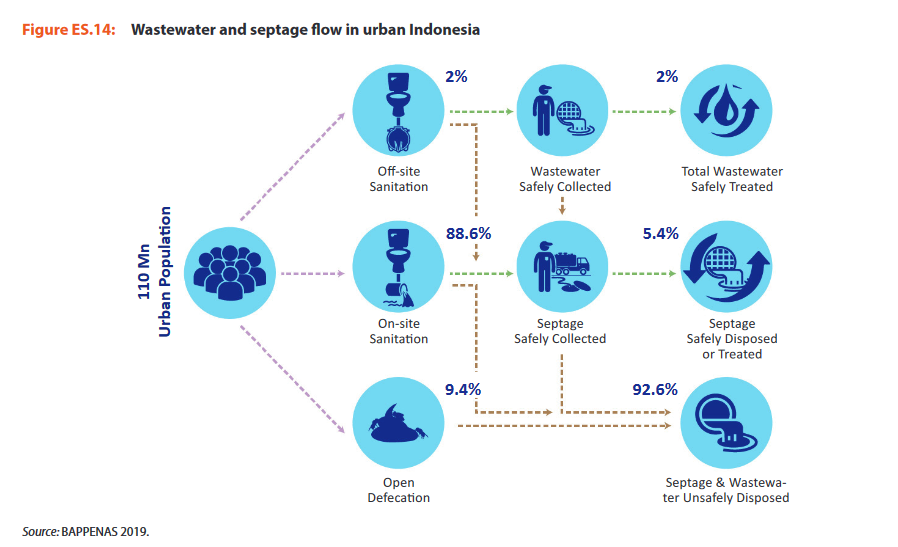 Figure ES.14: Wastewater and septage flow in urban Indonesia
2%
2%
Off-site
Sanitation
Wastewater
Safely Collected
Total Wastewater
Safely Treated
110 Mn
Urban Population
88.6%
5.4%
On-site
Sanitation
Septage
Safely Collected
Septage
Safely Disposed
or Treated
9.4%
92.6%
Open
Defecation
Septage & Wastewa-
ter Unsafely Disposed
Source: BAPPENAS 2019.